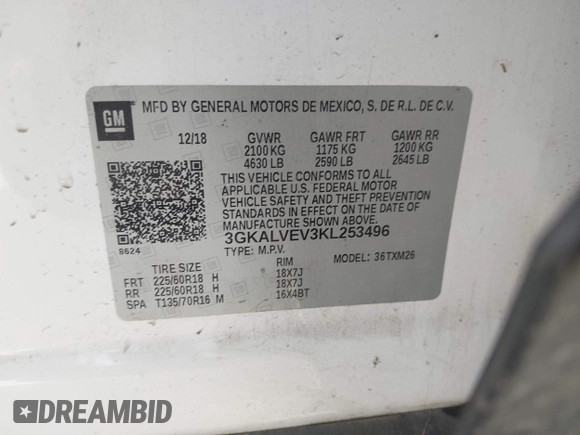 GM
MFD BY GENERAL MOTORS DE MEXICO, S. DE R.L. DE C.V.
12/18 GVWR GAWR FRT GAWR RR
2100 KG 1175 KG 1200 KG
4630 LB 2590 LB 2645 LB
THIS VEHICLE CONFORMS TO ALL
APPLICABLE U.S. FEDERAL MOTOR
VEHICLE SAFETY AND THEFT PREVENTION
STANDARDS IN EFFECT ON THE DATE OF
MANUFACTURE SHOWN ABOVE.
3GKALVEV3KL253496
8624
TYPE: M.P.V. MODEL: 36TXM26
TIRE SIZE RIM
FRT 225/60R18 H 18X7J
RR 225/60R18 H 18X7J
SPA T135/70R16 M 16X4BT
DREAMBID